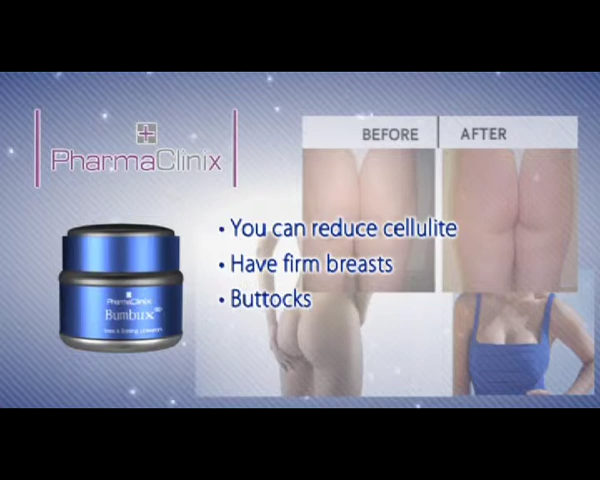 PharmaClinix
BEFORE
AFTER
• You can reduce cellulite
• Have firm breasts
• Buttocks
PharmaClinix
Bumbux